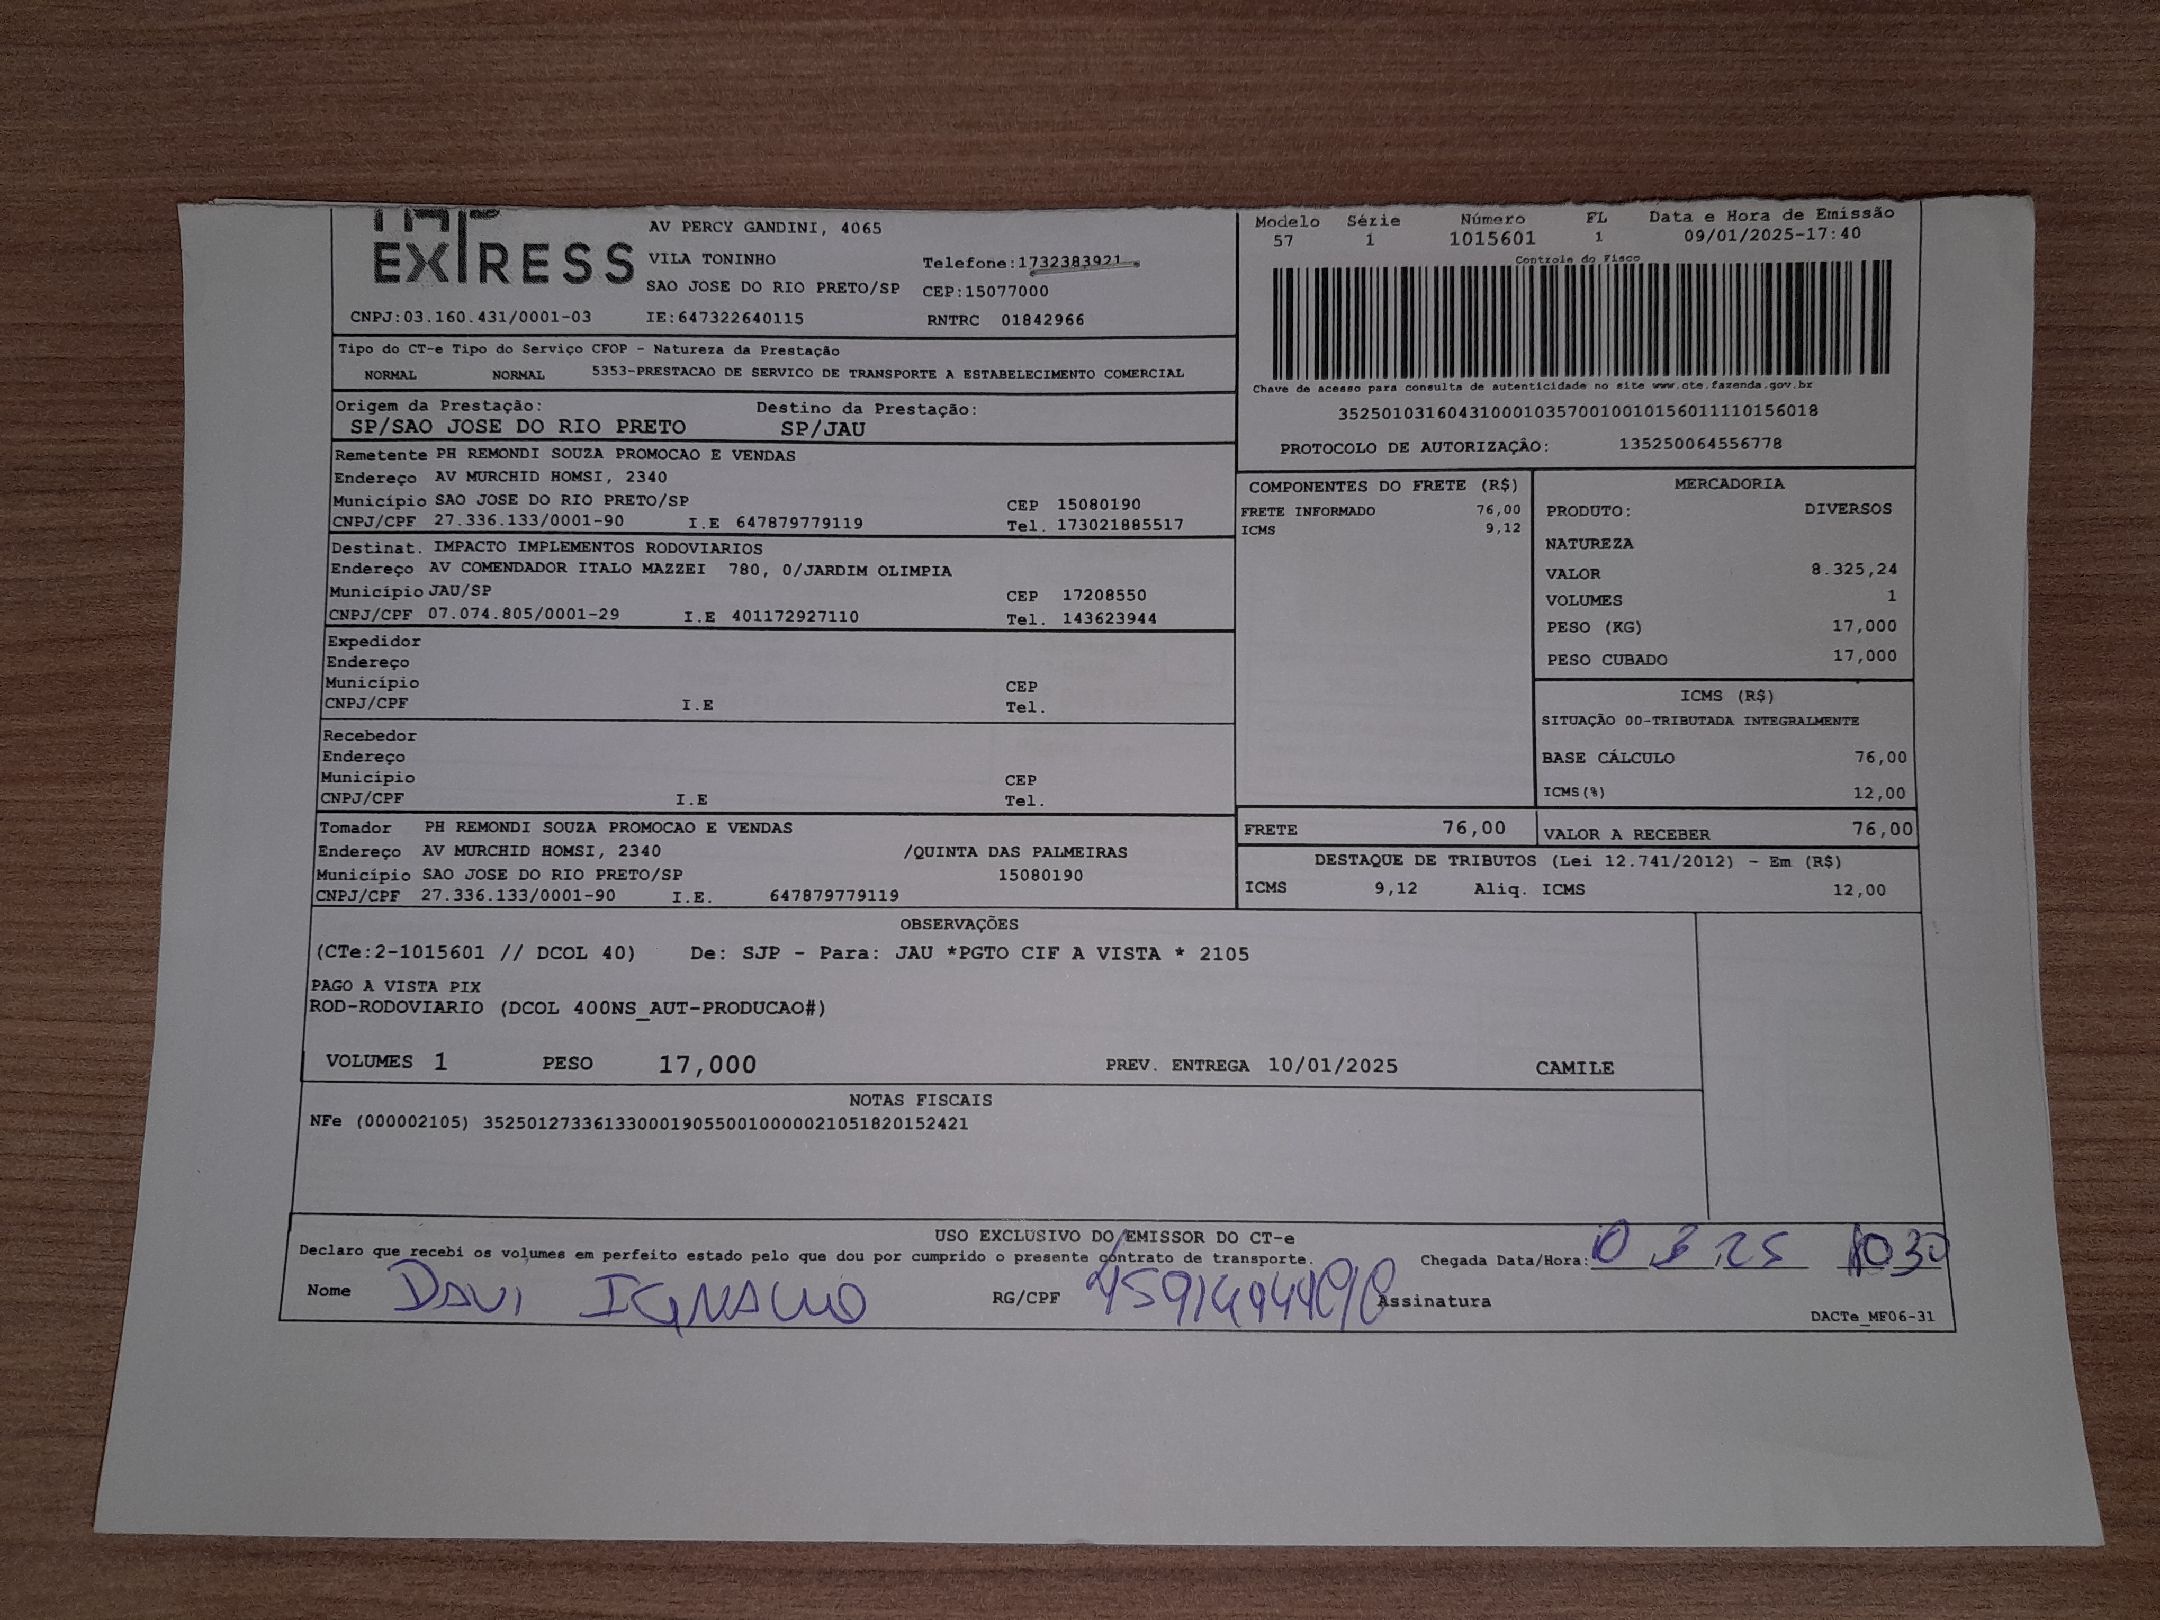 EXPRESS
AV PERCY GANDINI, 4065
VILA TONINHO
Telefone:1732383921
SAO JOSE DO RIO PRETO/SP CEP:15077000
CNPJ:03.160.431/0001-03 IE:647322640115 RNTRC 01842966
Modelo Série Número FL Data e Hora de Emissão
57 1 1015601 1 09/01/2025-17:40
Controle do Fisco
Chave de acesso para consulta de autenticidade no site www.cte.fazenda.gov.br
35250103160431000103570010010156011110156018
PROTOCOLO DE AUTORIZAÇÃO: 135250064556778
Tipo do CT-e Tipo do Serviço CFOP - Natureza da Prestação
NORMAL NORMAL 5353-PRESTACAO DE SERVICO DE TRANSPORTE A ESTABELECIMENTO COMERCIAL
Origem da Prestação: Destino da Prestação:
SP/SAO JOSE DO RIO PRETO SP/JAU
Remetente PH REMONDI SOUZA PROMOCAO E VENDAS
Endereço AV MURCHID HOMSI, 2340
Município SAO JOSE DO RIO PRETO/SP CEP 15080190
CNPJ/CPF 27.336.133/0001-90 I.E 647879779119 Tel. 173021885517
Destinat. IMPACTO IMPLEMENTOS RODOVIARIOS
Endereço AV COMENDADOR ITALO MAZZEI 780, 0/JARDIM OLIMPIA
Município JAU/SP CEP 17208550
CNPJ/CPF 07.074.805/0001-29 I.E 401172927110 Tel. 143623944
Expedidor
Endereço
Município CEP
CNPJ/CPF I.E Tel.
Recebedor
Endereço
Município CEP
CNPJ/CPF I.E Tel.
Tomador PH REMONDI SOUZA PROMOCAO E VENDAS
Endereço AV MURCHID HOMSI, 2340 /QUINTA DAS PALMEIRAS
Município SAO JOSE DO RIO PRETO/SP 15080190
CNPJ/CPF 27.336.133/0001-90 I.E. 647879779119
COMPONENTES DO FRETE (R$)
FRETE INFORMADO 76,00
ICMS 9,12
MERCADORIA
PRODUTO: DIVERSOS
NATUREZA
VALOR 8.325,24
VOLUMES 1
PESO (KG) 17,000
PESO CUBADO 17,000
ICMS (R$)
SITUAÇÃO 00-TRIBUTADA INTEGRALMENTE
BASE CÁLCULO 76,00
ICMS(%) 12,00
FRETE 76,00 VALOR A RECEBER 76,00
DESTAQUE DE TRIBUTOS (Lei 12.741/2012) - Em (R$)
ICMS 9,12 Aliq. ICMS 12,00
OBSERVAÇÕES
(CTe:2-1015601 // DCOL 40) De: SJP - Para: JAU *PGTO CIF A VISTA * 2105
PAGO A VISTA PIX
ROD-RODOVIARIO (DCOL 400NS_AUT-PRODUCAO#)
VOLUMES 1 PESO 17,000 PREV. ENTREGA 10/01/2025 CAMILE
NOTAS FISCAIS
NFe (000002105) 35250127336133000190550010000021051820152421
USO EXCLUSIVO DO EMISSOR DO CT-e
Declaro que recebi os volumes em perfeito estado pelo que dou por cumprido o presente contrato de transporte. Chegada Data/Hora:
Nome DAVI IGNACIO RG/CPF Assinatura
DACTe_MF06-31